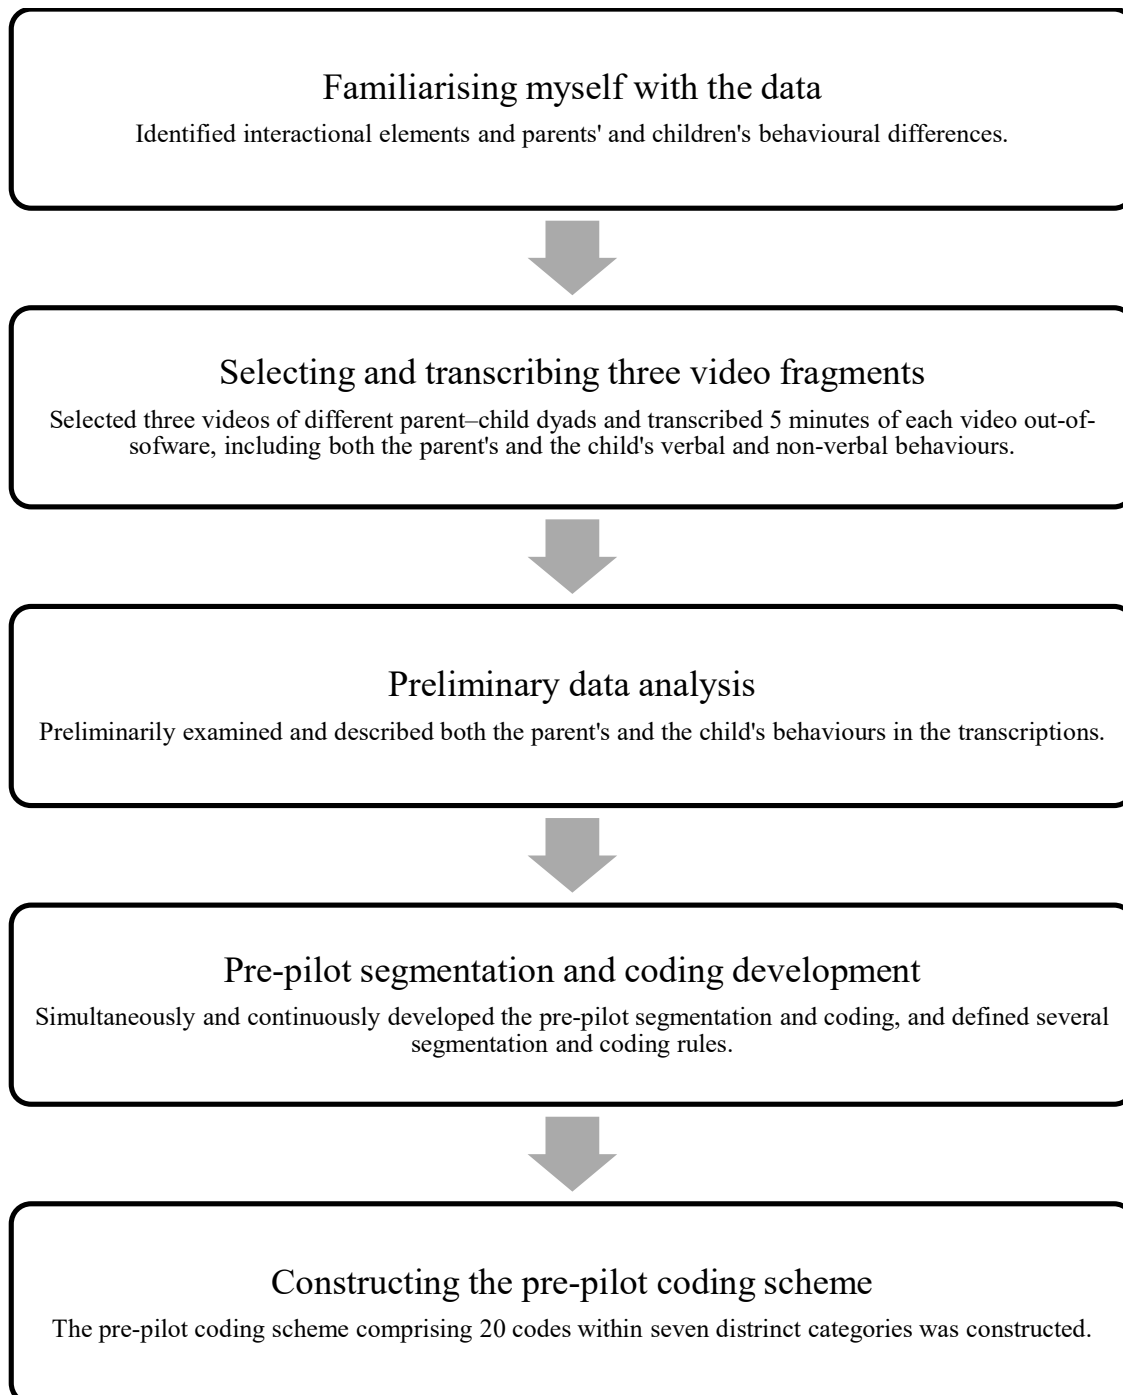 Familiarising myself with the data
Identified interactional elements and parents' and children's behavioural differences.
Selecting and transcribing three video fragments
Selected three videos of different parent–child dyads and transcribed 5 minutes of each video out-of-
sofware, including both the parent's and the child's verbal and non-verbal behaviours.
Preliminary data analysis
Preliminarily examined and described both the parent's and the child's behaviours in the transcriptions.
Pre-pilot segmentation and coding development
Simultaneously and continuously developed the pre-pilot segmentation and coding, and defined several
segmentation and coding rules.
Constructing the pre-pilot coding scheme
The pre-pilot coding scheme comprising 20 codes within seven distrinct categories was constructed.